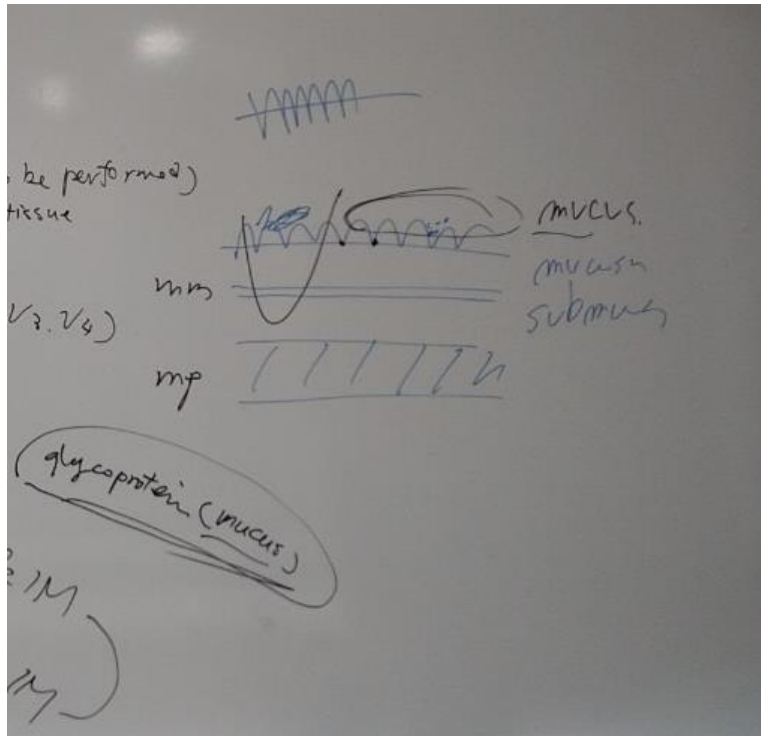 be performed)
tissue
mucus.
mucosa
mm
submucosa
V3. V4)
mp
glycoprotein (mucus)
IM
IM